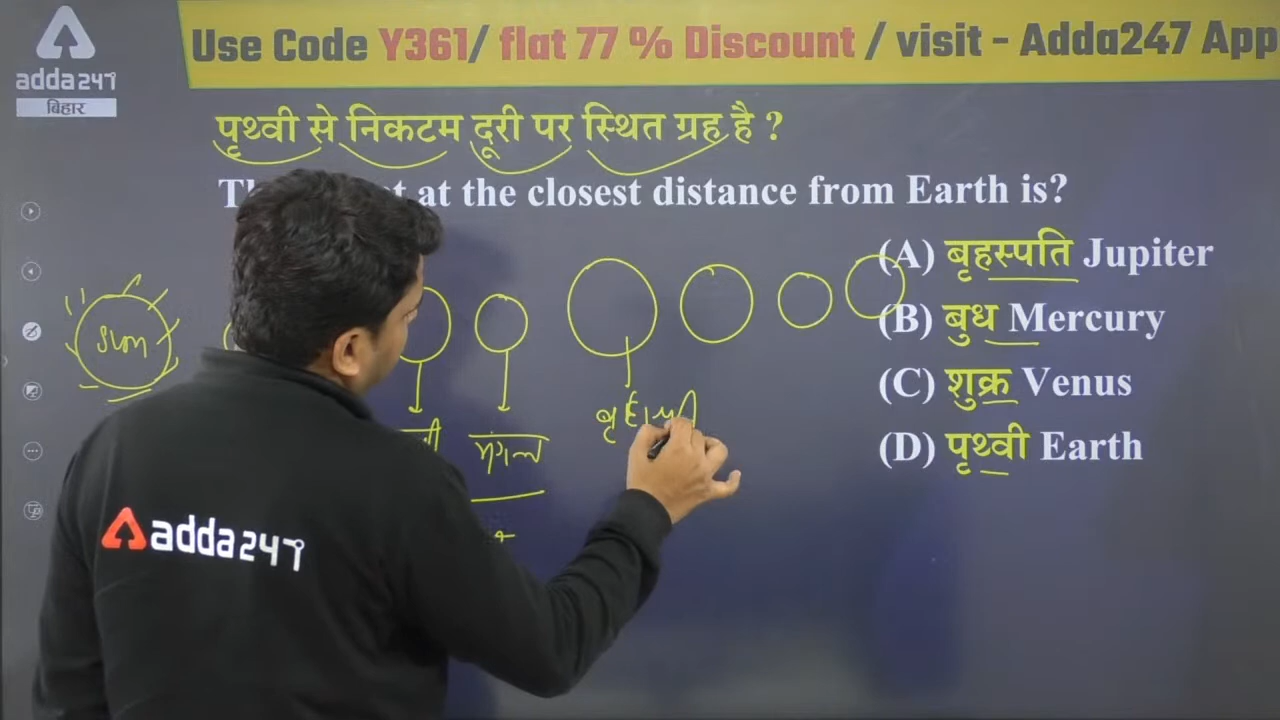 Use Code Y361/ flat 77 % Discount / visit - Adda247 App
adda247
बिहार
पृथ्वी से निकटम दूरी पर स्थित ग्रह है ?
at the closest distance from Earth is?
(A) बृहस्पति Jupiter
(B) बुध Mercury
(C) शुक्र Venus
(D) पृथ्वी Earth
sun
मंगल
adda247